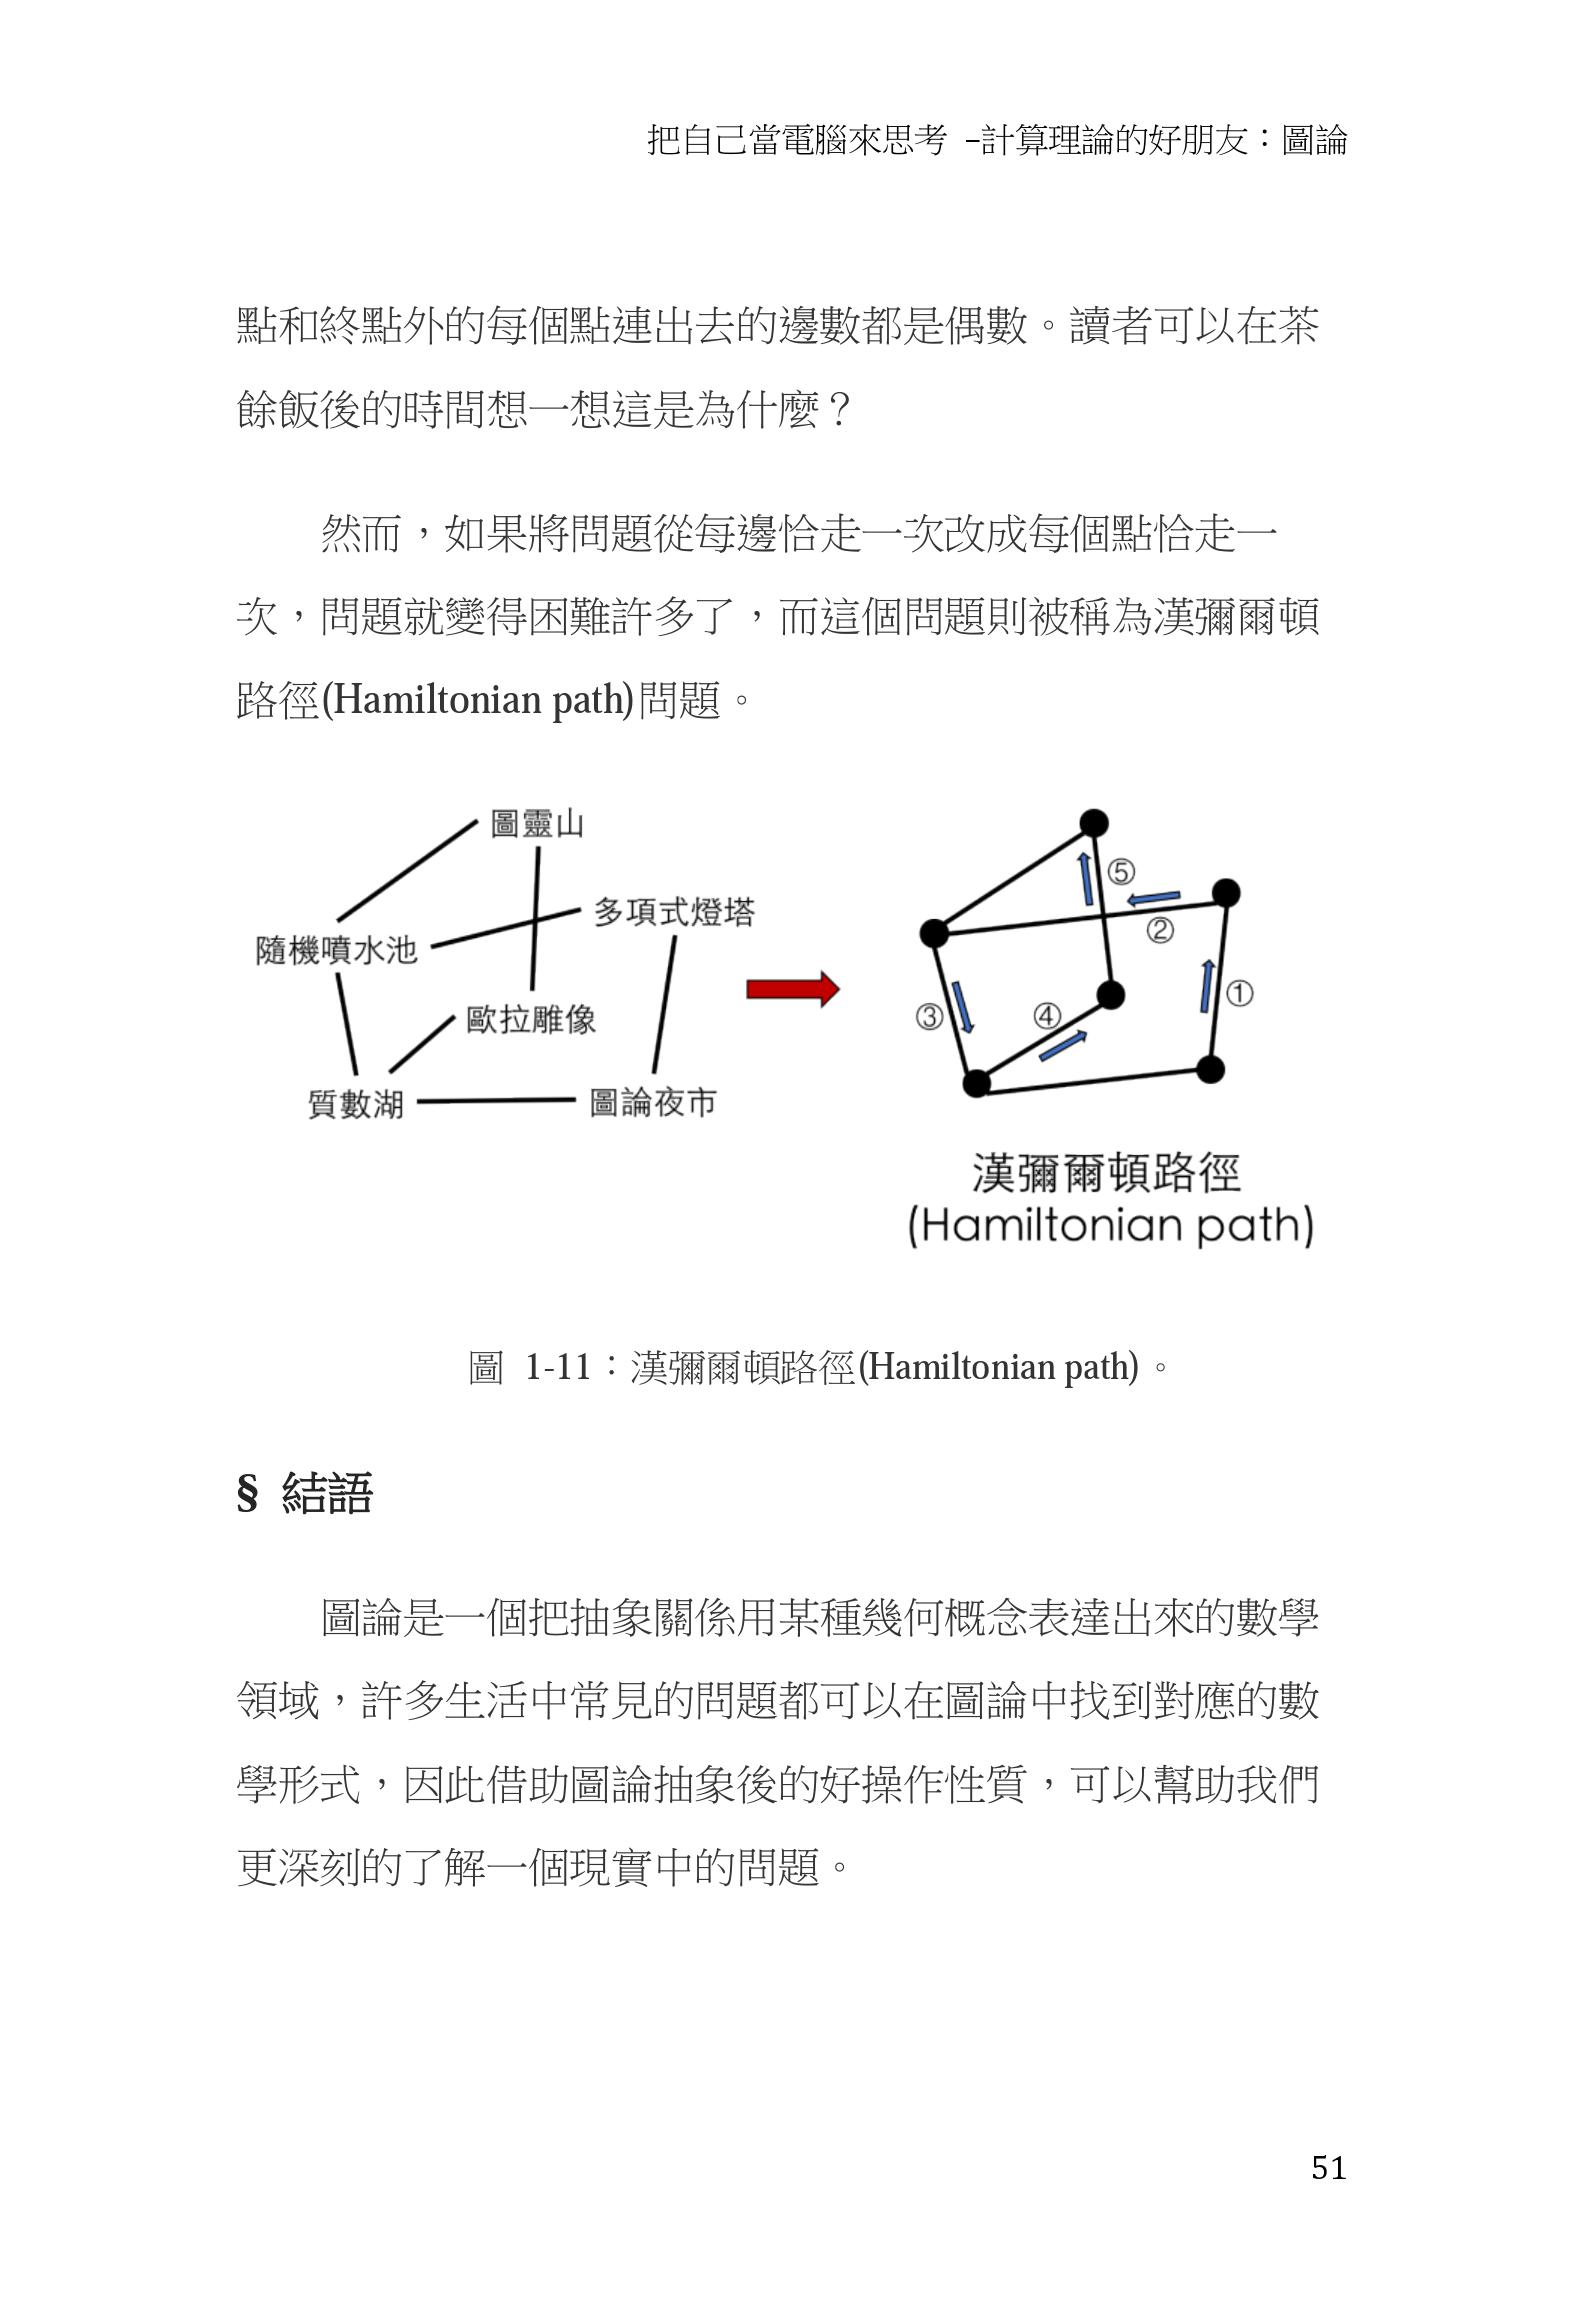 把自己當電腦來思考 –計算理論的好朋友：圖論
點和終點外的每個點連出去的邊數都是偶數。讀者可以在茶
餘飯後的時間想一想這是為什麼？
然而，如果將問題從每邊恰走一次改成每個點恰走一
次，問題就變得困難許多了，而這個問題則被稱為漢彌爾頓
路徑(Hamiltonian path)問題。
圖靈山
多項式燈塔
隨機噴水池
歐拉雕像
質數湖
圖論夜市
⑤
②
①
③
④
漢彌爾頓路徑
(Hamiltonian path)
圖 1-11：漢彌爾頓路徑(Hamiltonian path)。
§ 結語
圖論是一個把抽象關係用某種幾何概念表達出來的數學
領域，許多生活中常見的問題都可以在圖論中找到對應的數
學形式，因此借助圖論抽象後的好操作性質，可以幫助我們
更深刻的了解一個現實中的問題。
51